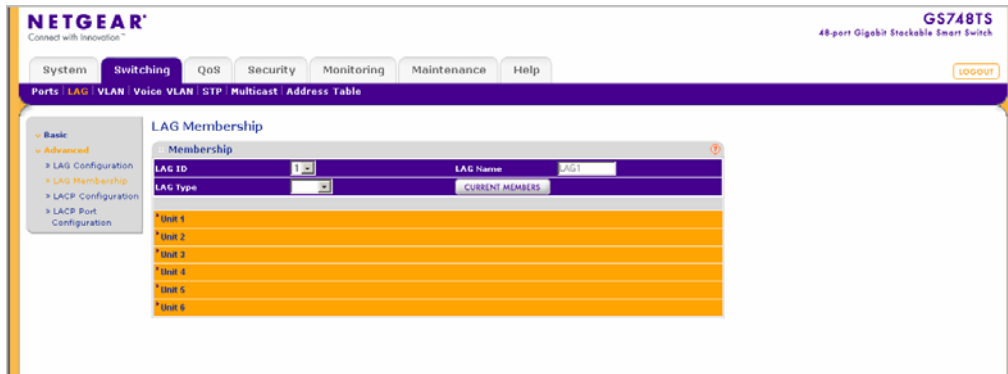 NETGEAR®
Connect with Innovation™
GS748TS
48-port Gigabit Stackable Smart Switch
System Switching QoS Security Monitoring Maintenance Help
LOGOUT
Ports LAG VLAN Voice VLAN STP Multicast Address Table
Basic
Advanced
» LAG Configuration
» LAG Membership
» LACP Configuration
» LACP Port
Configuration
LAG Membership
Membership ?
LAG ID 1 LAG Name LAG1
LAG Type CURRENT MEMBERS
Unit 1
Unit 2
Unit 3
Unit 4
Unit 5
Unit 6